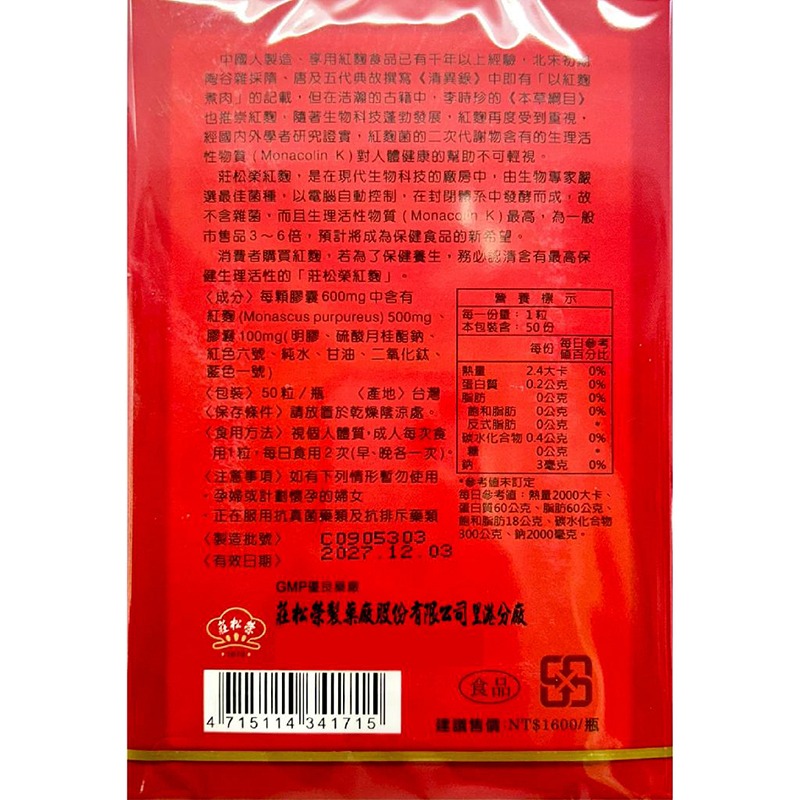 中國人製造、享用紅麴食品已有千年以上經驗，北宋初期
陶谷雜採隋、唐及五代典故撰寫《清異錄》中即有「以紅麴
煮肉」的記載，但在浩瀚的古籍中，李時珍的《本草綱目》
也推崇紅麴，隨著生物科技蓬勃發展，紅麴再度受到重視，
經國內外學者研究證實，紅麴菌的二次代謝物含有的生理活
性物質(Monacolin K)對人體健康的幫助不可輕視。
莊松榮紅麴，是在現代生物科技的廠房中，由生物專家嚴
選最佳菌種，以電腦自動控制，在封閉體系中發酵而成，故
不含雜菌、而且生理活性物質(Monacolin K)最高，為一般
市售品3～6倍，預計將成為保健食品的新希望。
消費者購買紅麴，若為了保健養生，務必認清含有最高保
健生理活性的「莊松榮紅麴」。
〈成分〉每顆膠囊600mg中含有
紅麴(Monascus purpureus) 500mg、
膠囊100mg(明膠、硫酸月桂酯鈉、
紅色六號、純水、甘油、二氧化鈦、
藍色一號)
〈包裝〉50粒/瓶 〈產地〉台灣
〈保存條件〉請放置於乾燥陰涼處。
〈食用方法〉視個人體質，成人每次食
用1粒，每日食用2次(早、晚各一次)。
〈注意事項〉如有下列情形暫勿使用
·孕婦或計劃懷孕的婦女
·正在服用抗真菌藥類及抗排斥藥類
〈製造批號〉 C0905303
〈有效日期〉 2027.12.03
營養標示
每一份量：1粒
本包裝含：50份
每份 每日參考值百分比
熱量 2.4大卡 0%
蛋白質 0.2公克 0%
脂肪 0公克 0%
飽和脂肪 0公克 0%
反式脂肪 0公克 *
碳水化合物 0.4公克 0%
糖 0公克 *
鈉 3毫克 0%
*參考值未訂定
每日參考值：熱量2000大卡、
蛋白質60公克、脂肪60公克、
飽和脂肪18公克、碳水化合物
300公克、鈉2000毫克。
GMP優良藥廠
莊松榮製藥廠股份有限公司里港分廠
莊松榮
4 715114 341715
食品
建議售價:NT$1600/瓶